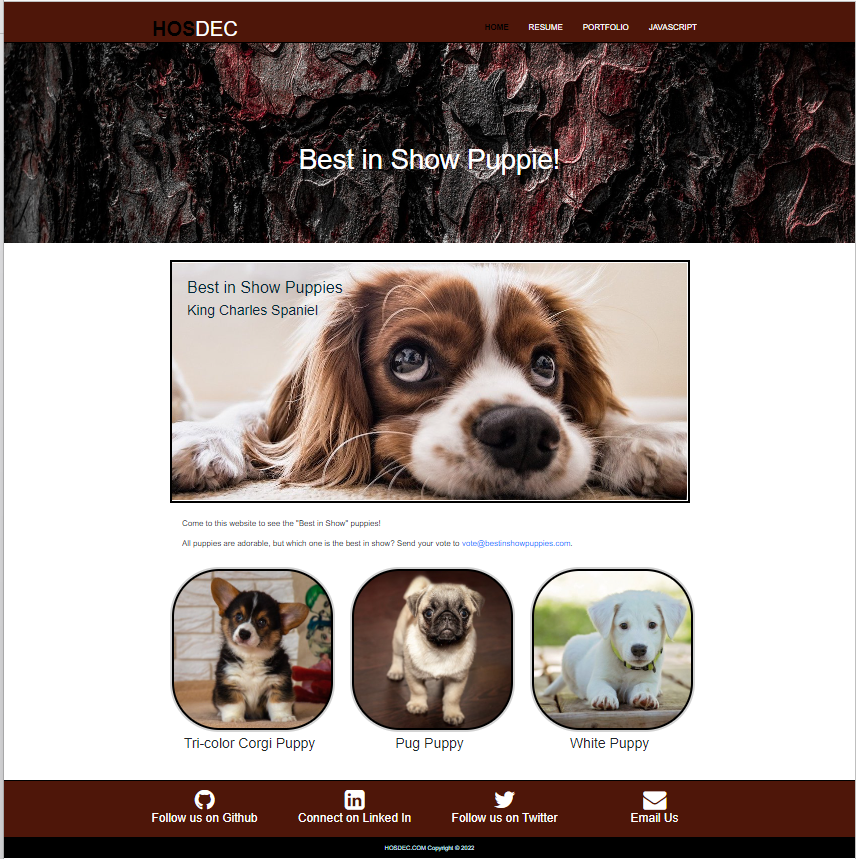 HOSDEC
HOME RESUME PORTFOLIO JAVASCRIPT
Best in Show Puppie!
Best in Show Puppies
King Charles Spaniel
Come to this website to see the "Best in Show" puppies!
All puppies are adorable, but which one is the best in show? Send your vote to vote@bestinshowpuppies.com.
Tri-color Corgi Puppy
Pug Puppy
White Puppy
Follow us on Github
Connect on Linked In
Follow us on Twitter
Email Us
HOSDEC.COM Copyright © 2022